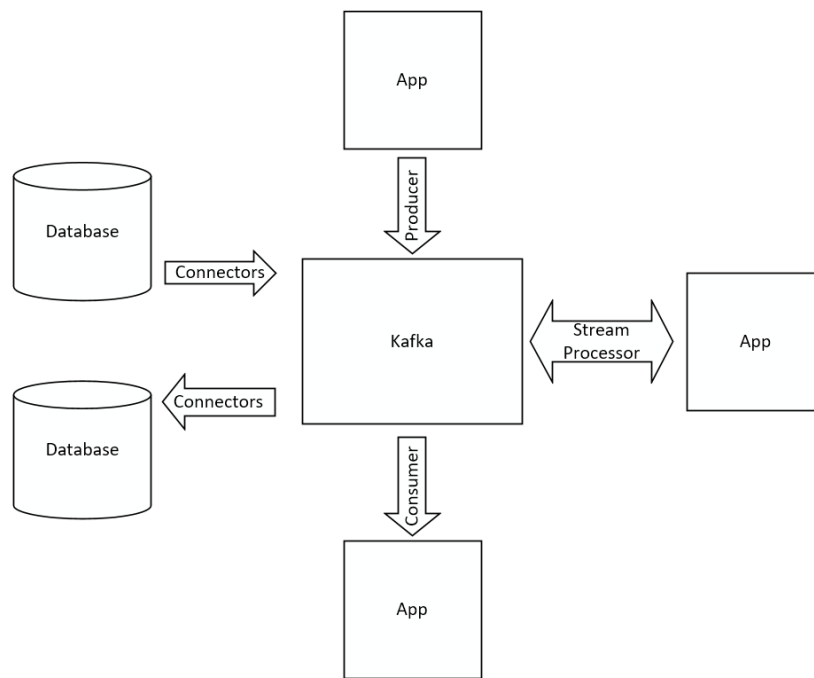 App
Producer
Database
Connectors
Kafka
Stream
Processor
App
Connectors
Database
Consumer
App